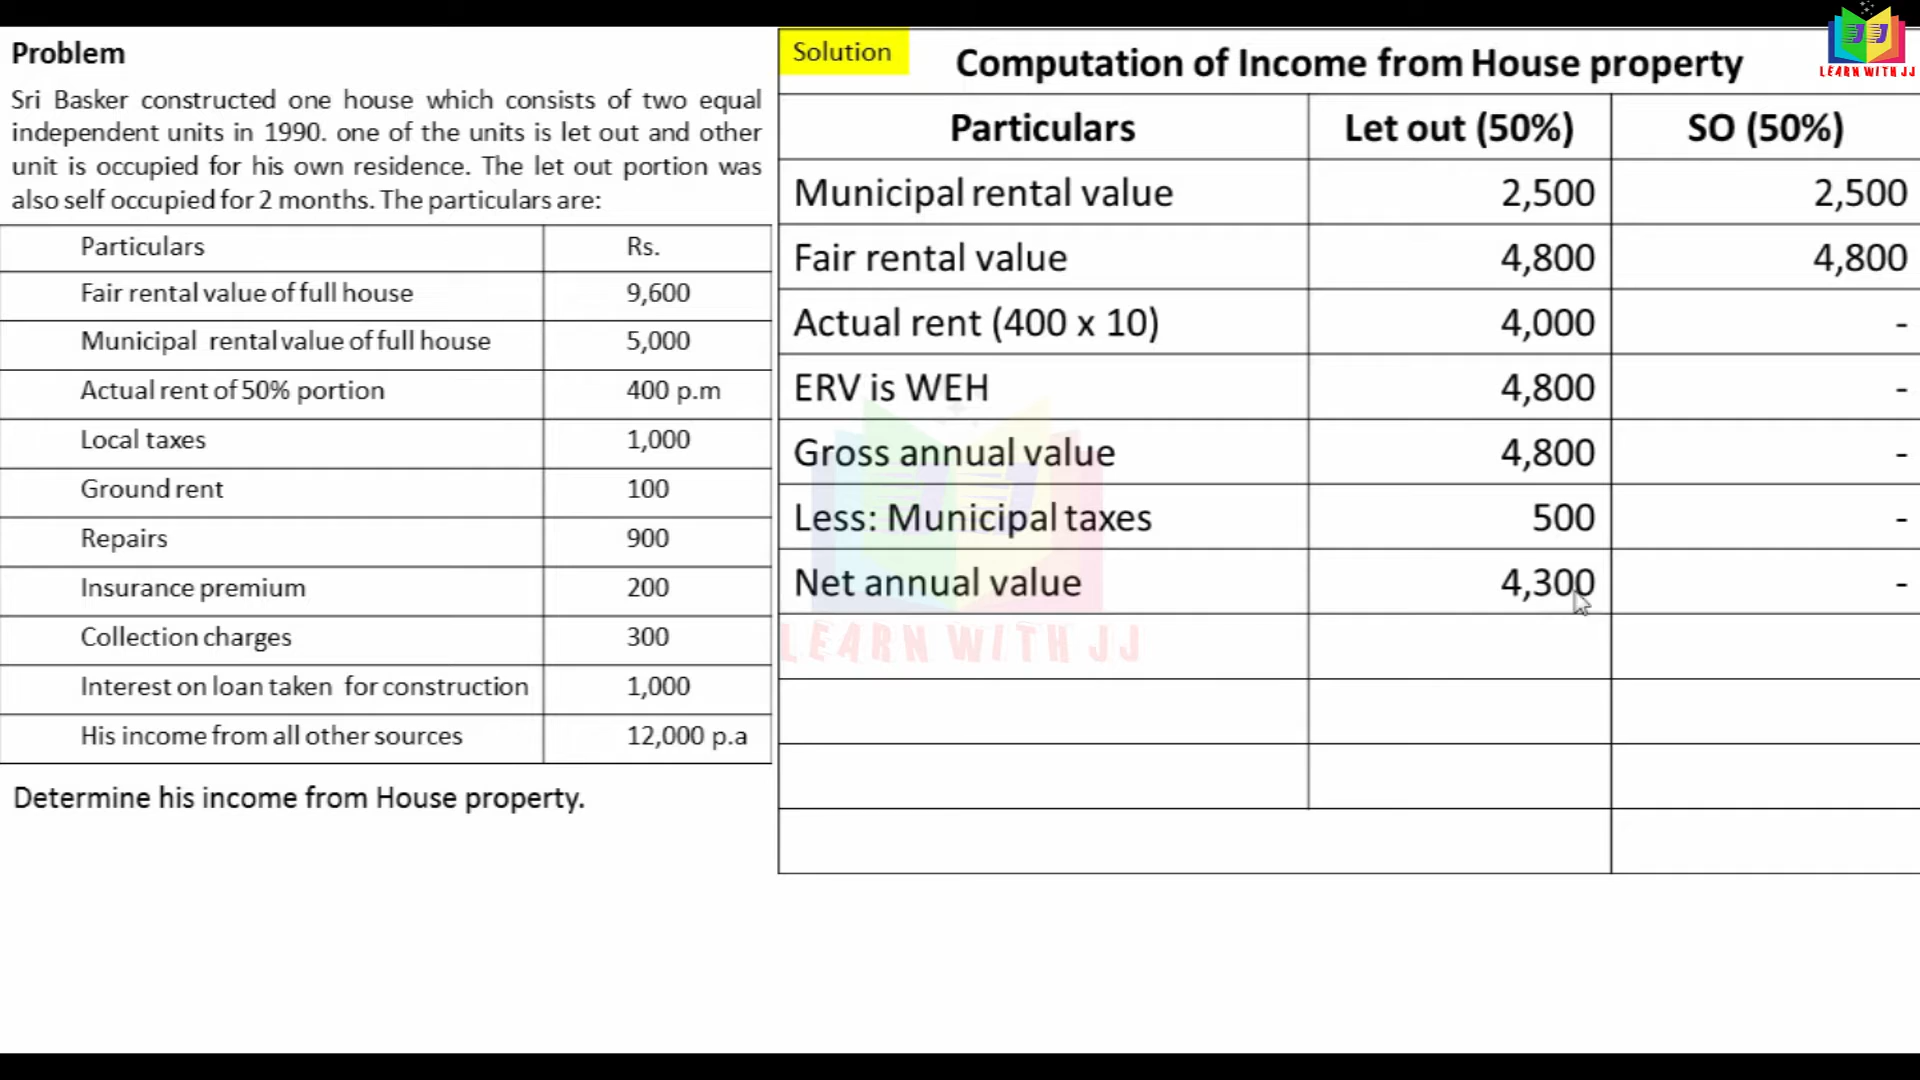 Problem
Sri Basker constructed one house which consists of two equal
independent units in 1990. one of the units is let out and other
unit is occupied for his own residence. The let out portion was
also self occupied for 2 months. The particulars are:
Particulars Rs.
Fair rental value of full house 9,600
Municipal rental value of full house 5,000
Actual rent of 50% portion 400 p.m
Local taxes 1,000
Ground rent 100
Repairs 900
Insurance premium 200
Collection charges 300
Interest on loan taken for construction 1,000
His income from all other sources 12,000 p.a
Determine his income from House property.
Solution
Computation of Income from House property
Particulars Let out (50%) SO (50%)
Municipal rental value 2,500 2,500
Fair rental value 4,800 4,800
Actual rent (400 x 10) 4,000 -
ERV is WEH 4,800 -
Gross annual value 4,800 -
Less: Municipal taxes 500 -
Net annual value 4,300 -
LEARN WITH JJ
JJ
LEARN WITH JJ